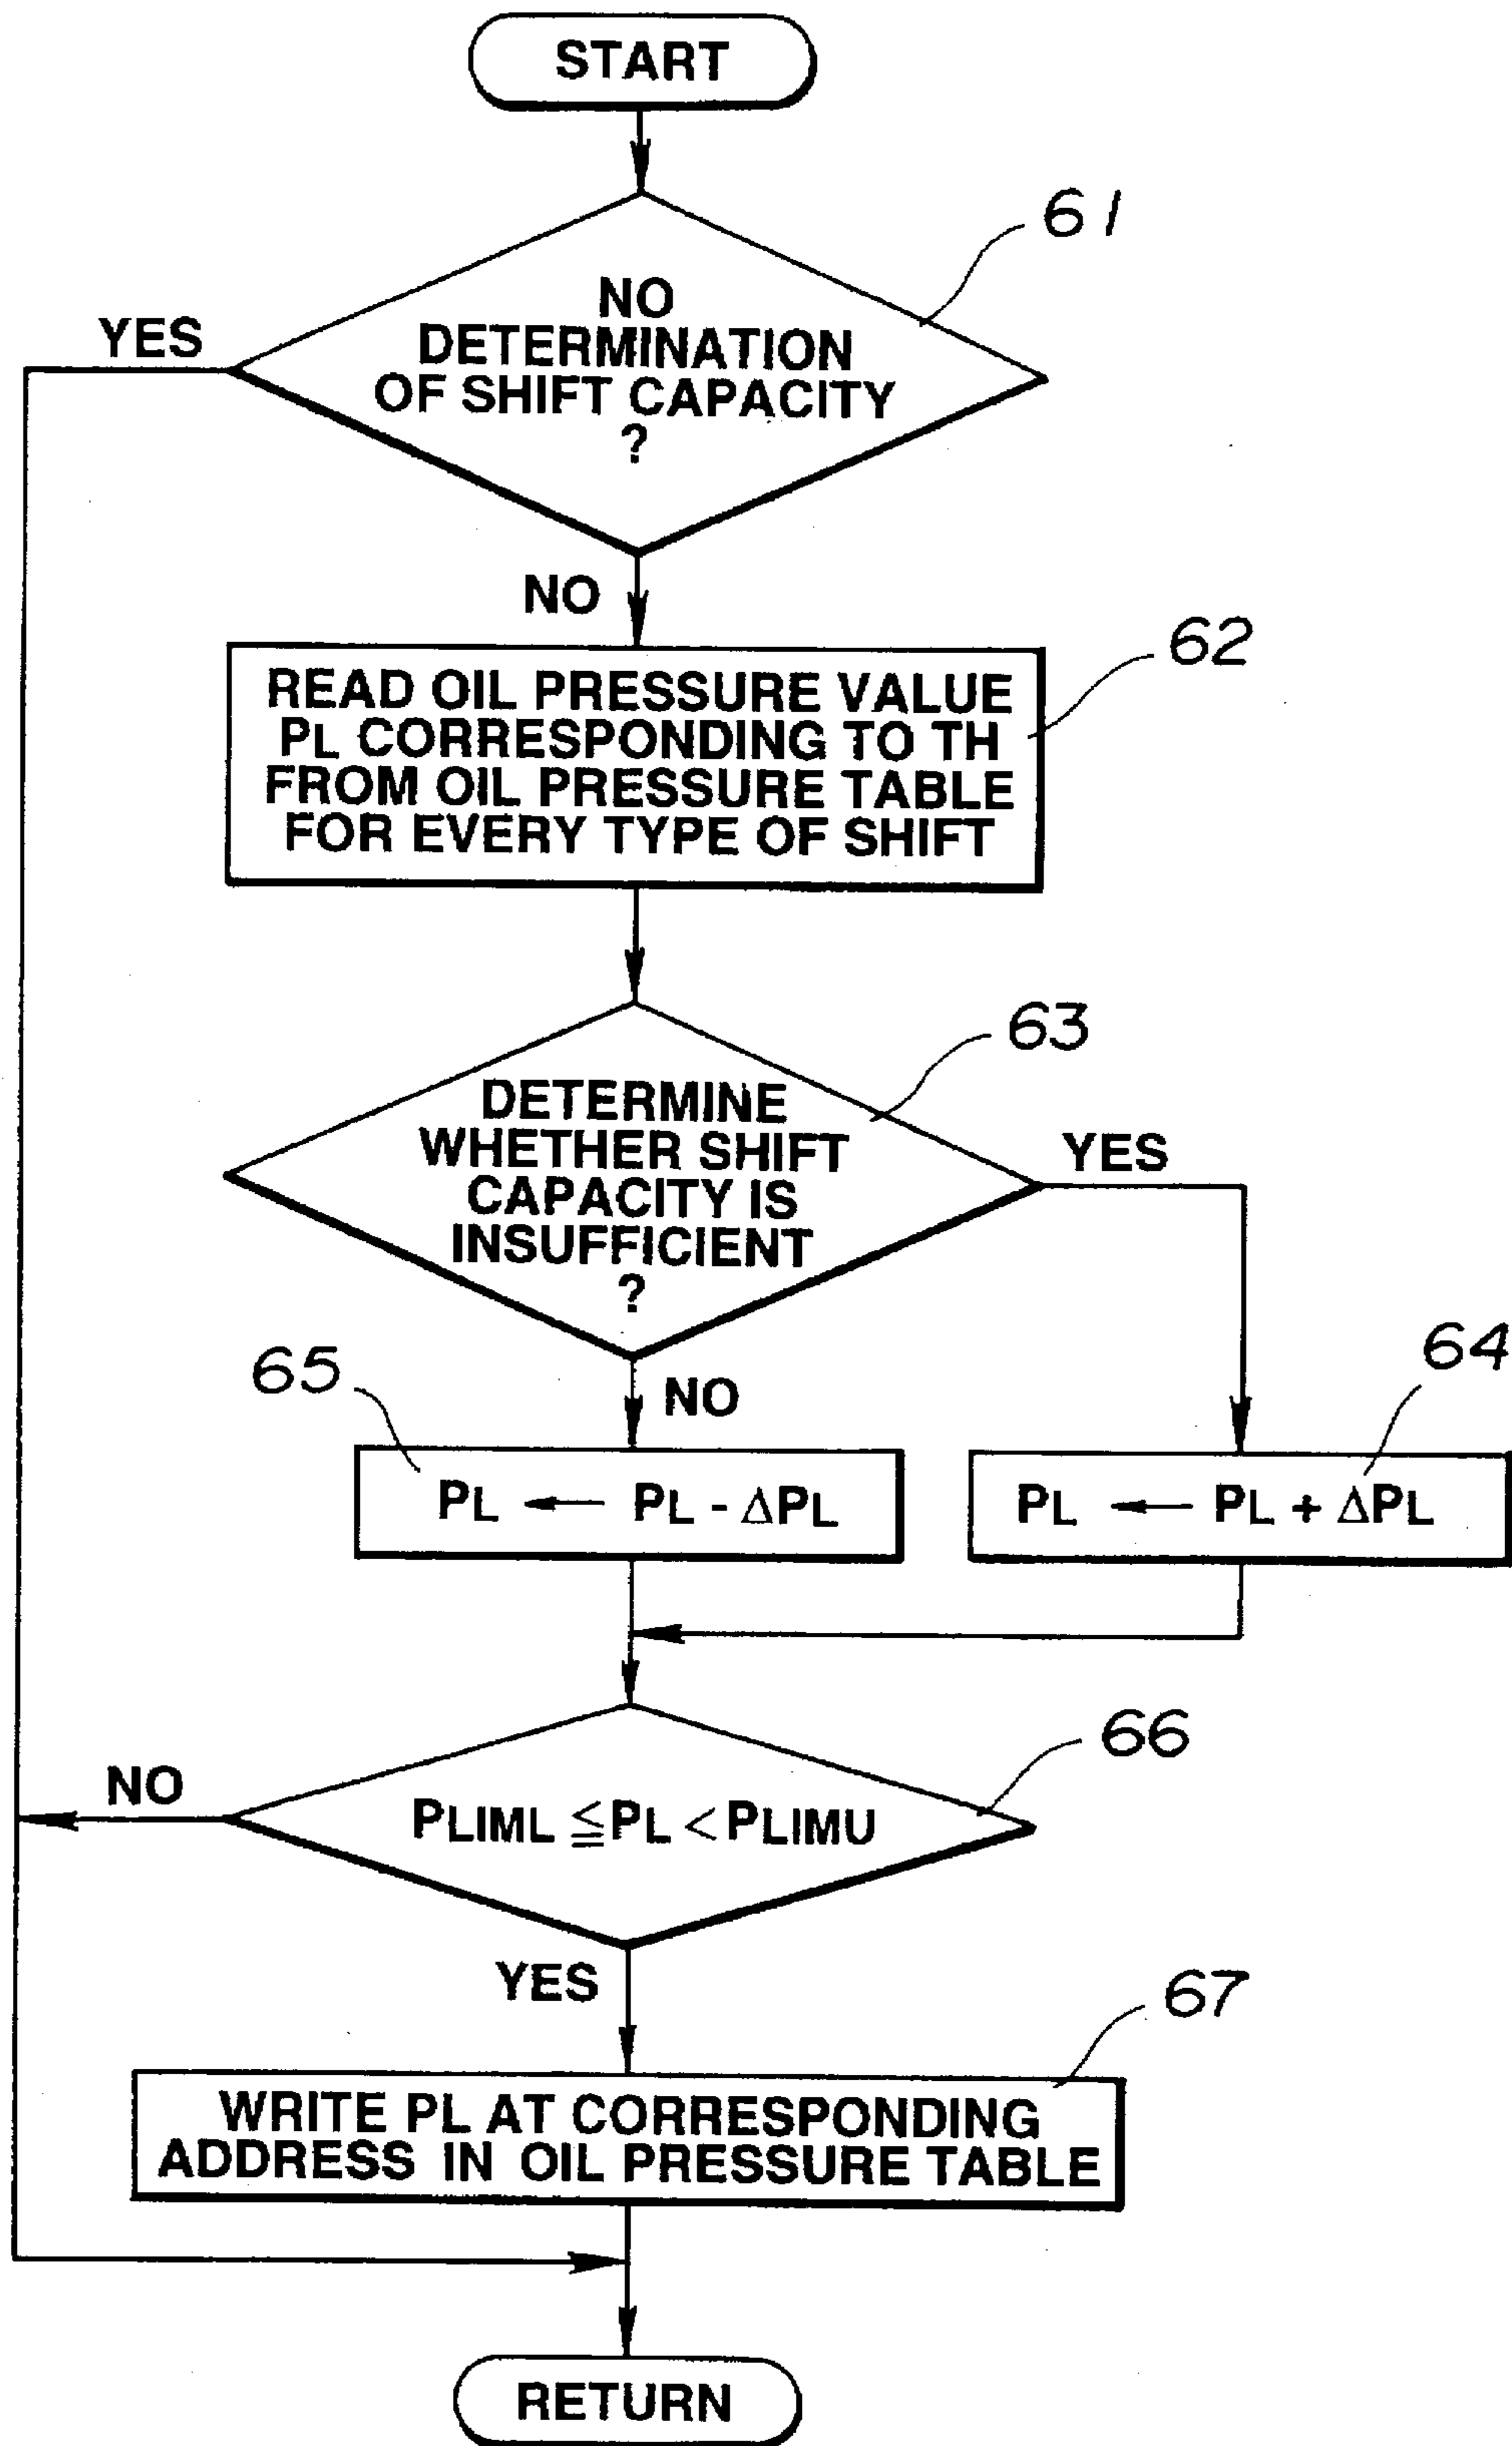 START
61
NO
DETERMINATION
OF SHIFT CAPACITY
?
YES
NO
62
READ OIL PRESSURE VALUE
PL CORRESPONDING TO TH
FROM OIL PRESSURE TABLE
FOR EVERY TYPE OF SHIFT
63
DETERMINE
WHETHER SHIFT
CAPACITY IS
INSUFFICIENT
?
YES
NO
65
64
PL ← PL - ΔPL
PL ← PL + ΔPL
66
NO
PLIML ≦ PL < PLIMU
YES
67
WRITE PL AT CORRESPONDING
ADDRESS IN OIL PRESSURE TABLE
RETURN